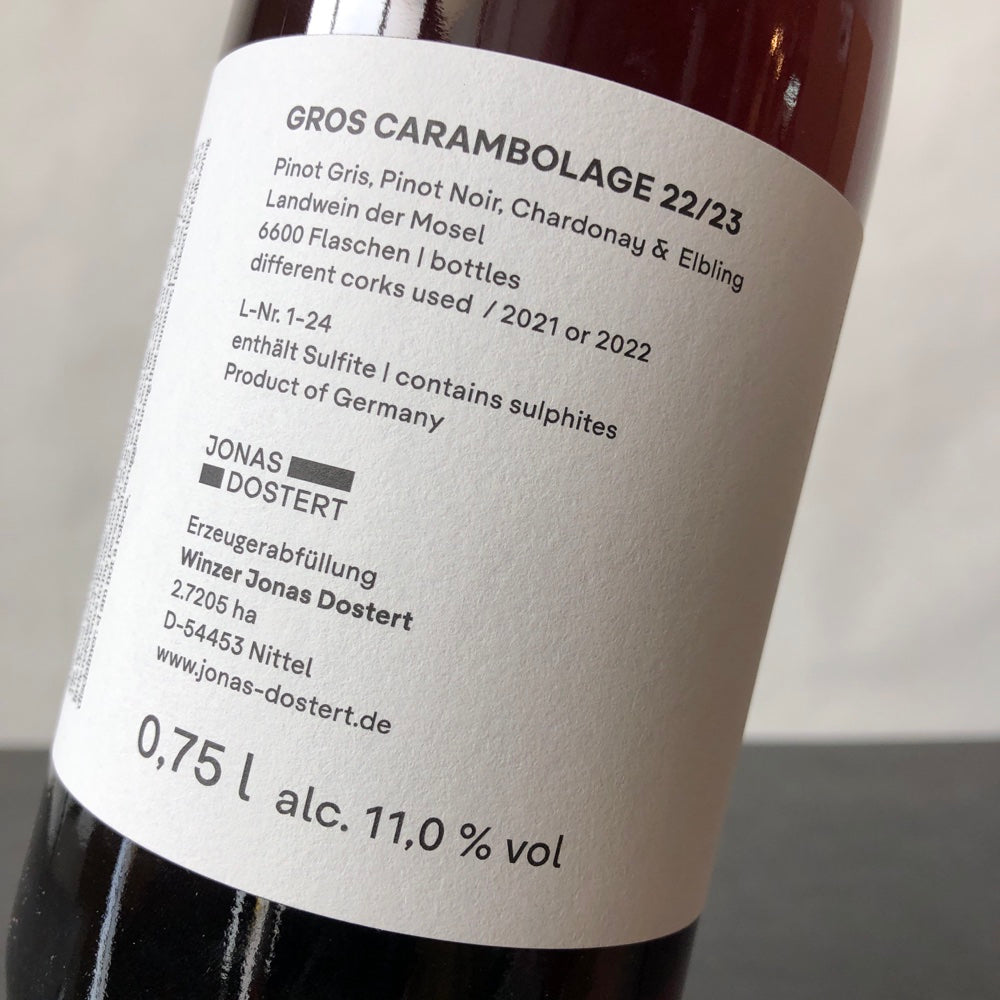 GROS CARAMBOLAGE 22/23
Pinot Gris, Pinot Noir, Chardonay & Elbling
Landwein der Mosel
6600 Flaschen | bottles
different corks used / 2021 or 2022
L-Nr. 1-24
enthält Sulfite | contains sulphites
Product of Germany
JONAS
DOSTERT
Erzeugerabfüllung
Winzer Jonas Dostert
2.7205 ha
D-54453 Nittel
www.jonas-dostert.de
0,75 l alc. 11,0 % vol